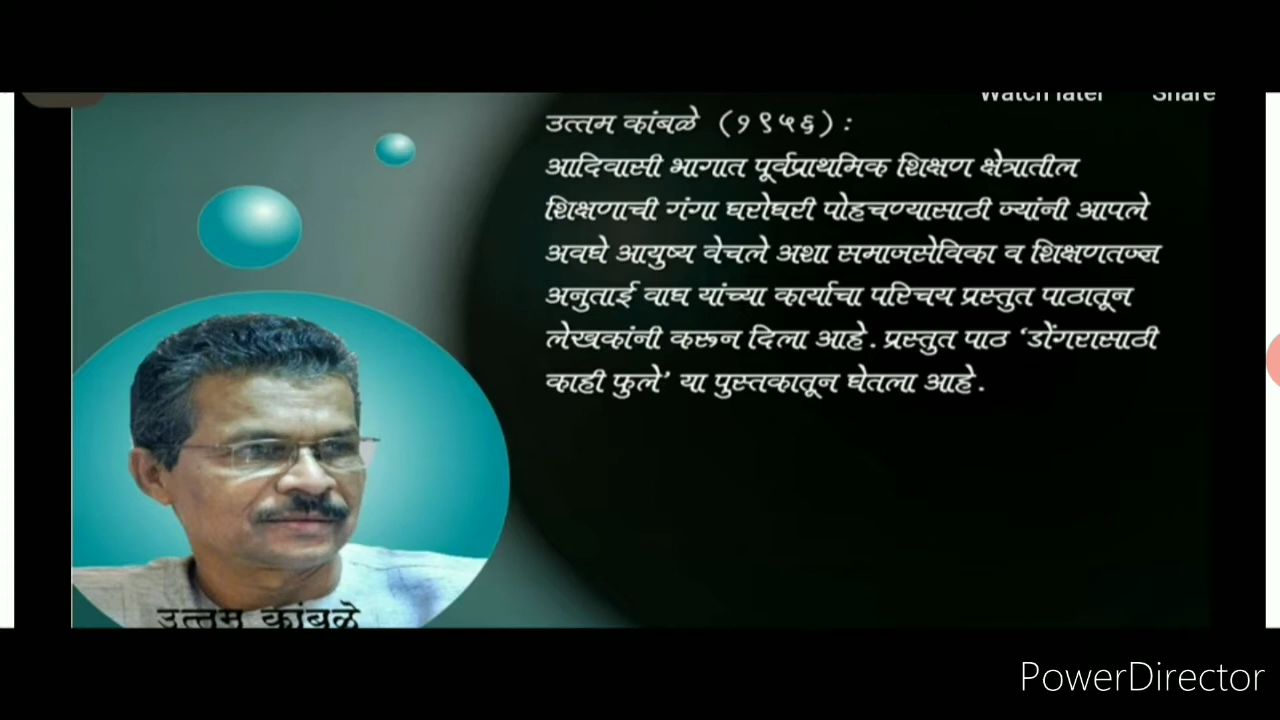 Watch later Share
उत्तम कांबळे (१९५६) :
आदिवासी भागात पूर्वप्राथमिक शिक्षण क्षेत्रातील
शिक्षणाची गंगा घरोघरी पोहचण्यासाठी ज्यांनी आपले
अवघे आयुष्य वेचले अशा समाजसेविका व शिक्षणतज्ज्ञ
अनुताई वाघ यांच्या कार्याचा परिचय प्रस्तुत पाठातून
लेखकांनी करून दिला आहे. प्रस्तुत पाठ ‘डोंगरासाठी
काही फुले’ या पुस्तकातून घेतला आहे.
उत्तम कांबळे
PowerDirector